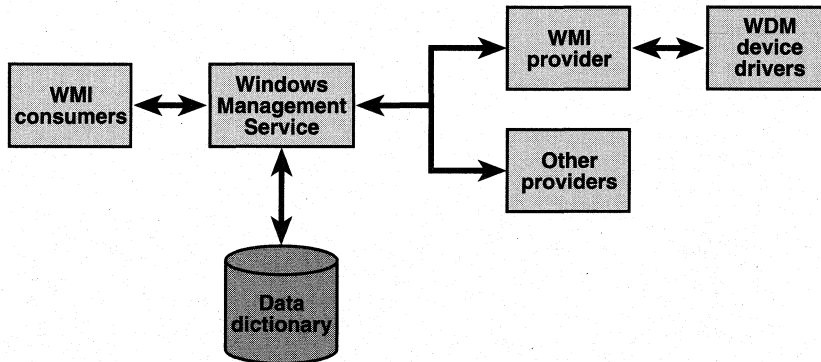 WMI
consumers
Windows
Management
Service
WMI
provider
WDM
device
drivers
Other
providers
Data
dictionary